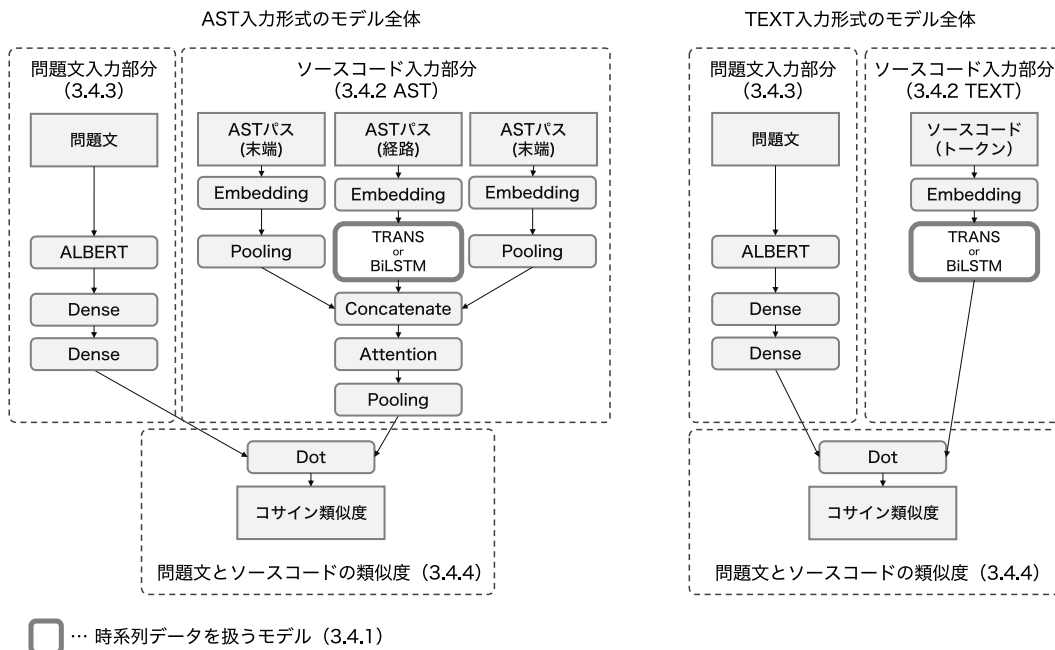 AST入力形式のモデル全体
問題文入力部分
（3.4.3）
問題文
ALBERT
Dense
Dense
ソースコード入力部分
（3.4.2 AST）
ASTパス
(末端)
Embedding
Pooling
ASTパス
(経路)
Embedding
TRANS
or
BiLSTM
ASTパス
(末端)
Embedding
Pooling
Concatenate
Attention
Pooling
Dot
コサイン類似度
問題文とソースコードの類似度（3.4.4）
TEXT入力形式のモデル全体
問題文入力部分
（3.4.3）
問題文
ALBERT
Dense
Dense
ソースコード入力部分
（3.4.2 TEXT）
ソースコード
（トークン）
Embedding
TRANS
or
BiLSTM
Dot
コサイン類似度
問題文とソースコードの類似度（3.4.4）
… 時系列データを扱うモデル（3.4.1）